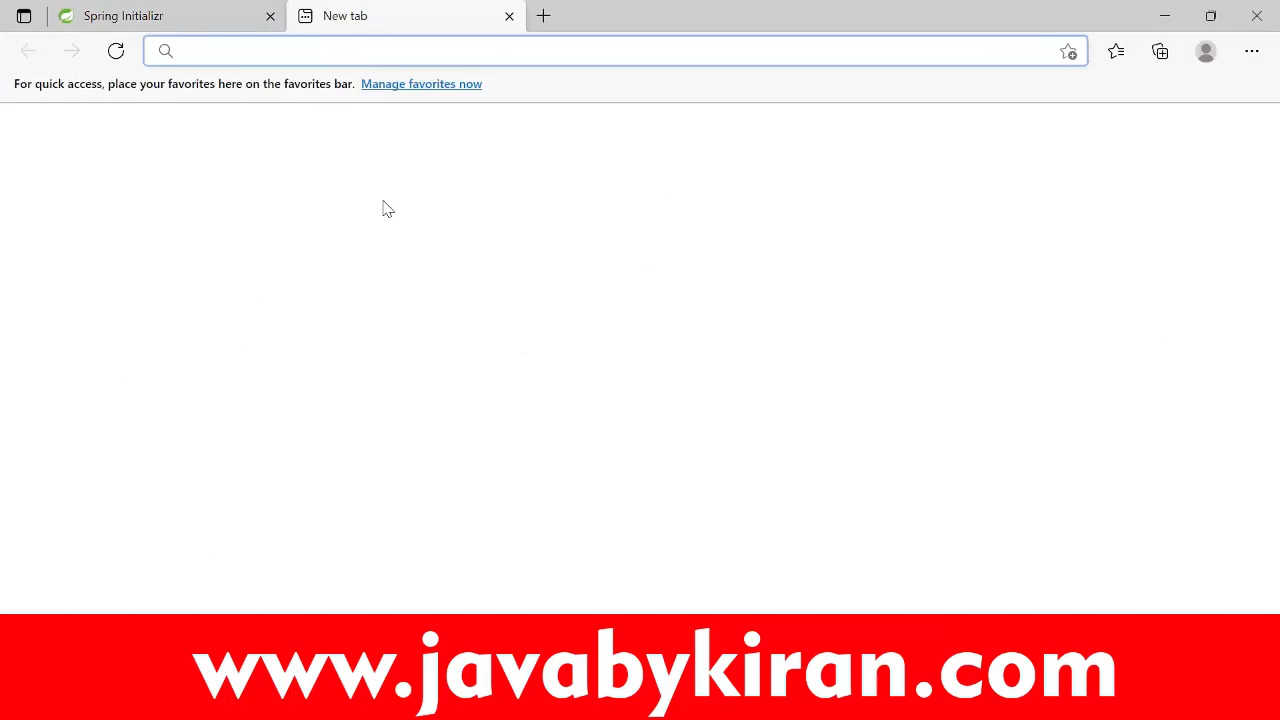 Spring Initializr
New tab
For quick access, place your favorites here on the favorites bar. Manage favorites now
www.javabykiran.com